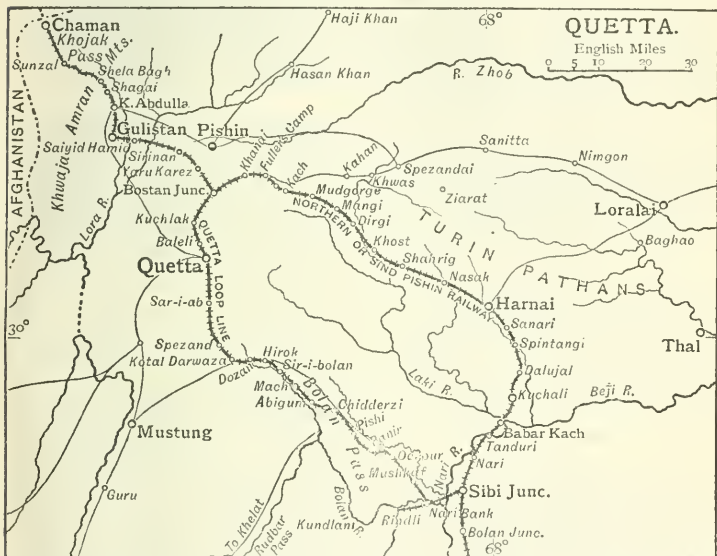 68°
QUETTA.
English Miles
0 5 10 20 30
Chaman
Khojak
Pass
Mts.
Haji Khan
Sunzal
Shela Bagh
Shagai
K.Abdulla
Hasan Khan
R. Zhob
AFGHANISTAN
Khwaja Amran
Gulistan
Pishin
Saiyid Hamid
Sirinan
Yaru Karez
Bostan Junc.
Khanai
Fullers Camp
Kach
Kahan
Khwas
Spezandai
Sanitta
Nimgon
Ziarat
Loralai
Lora R.
Kuchlak
Baleli
Quetta
QUETTA LOOP LINE
Mudgorge
Mangi
Dirgi
NORTHERN OR SIND PISHIN RAILWAY
TURIN PATHANS
Baghao
Khost
Shahrig
Nasak
Harnai
Sar-i-ab
30°
Sanari
Spintangi
Thal
Spezand
Kotal Darwaza
Dozan
Hirok
Sir-i-bolan
Mach
Abigum
Dalujal
Kuchali
Beji R.
Bolan Pass
Chidderzi
Pishi
Mustung
Babar Kach
Tanduri
Nari
Nari R.
Mushkaf
Guru
Sibi Junc.
Bolan R.
Rindli
Nari Bank
Kundlani
To Khelat
Rudbar
Pass
Bolan Junc.
68°